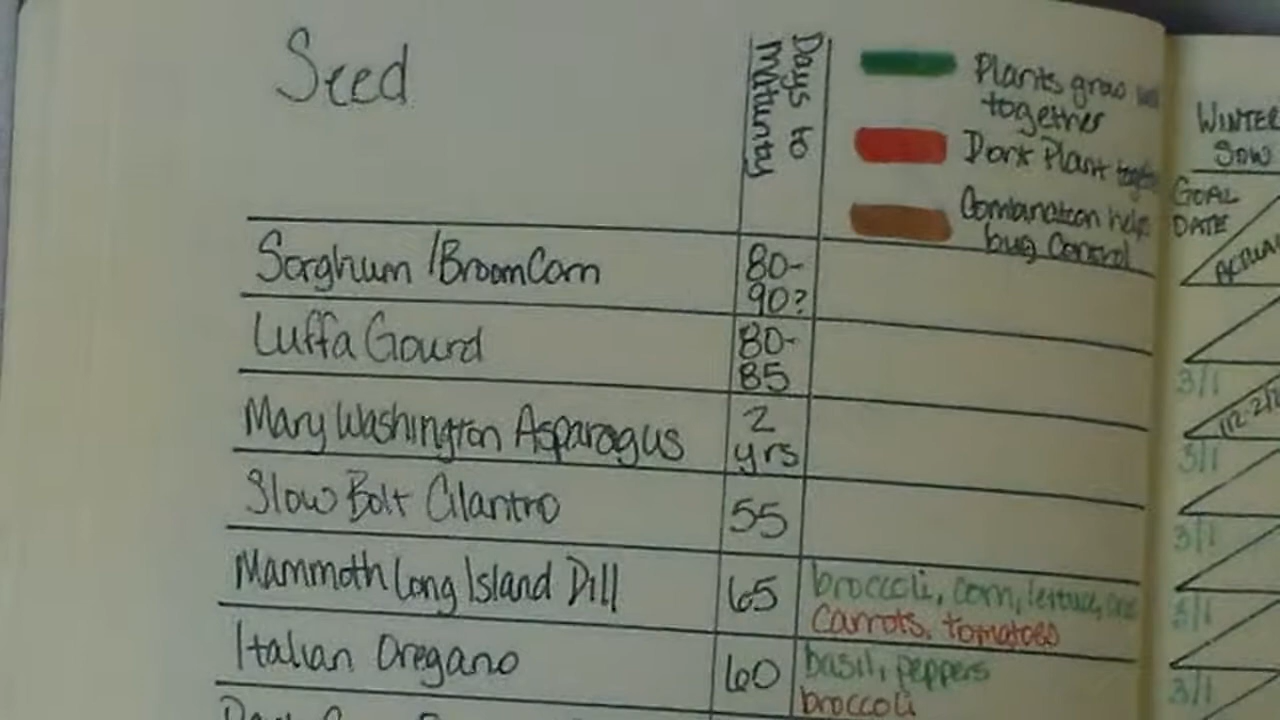 Seed
Days to
Maturity
Plants grow
together
Don't Plant
Combination
bug Control
WINTER
SOW
GOAL
DATE
Sorghum / Broom Corn
80-
90?
Luffa Gourd
80-
85
3/1
Mary Washington Asparagus
2
yrs
3/1
Slow Bolt Cilantro
55
3/1
Mammoth Long Island Dill
65
broccoli, corn, lettuce,
Carrots, tomatoes
3/1
Italian Oregano
60
basil, peppers
broccoli
3/1